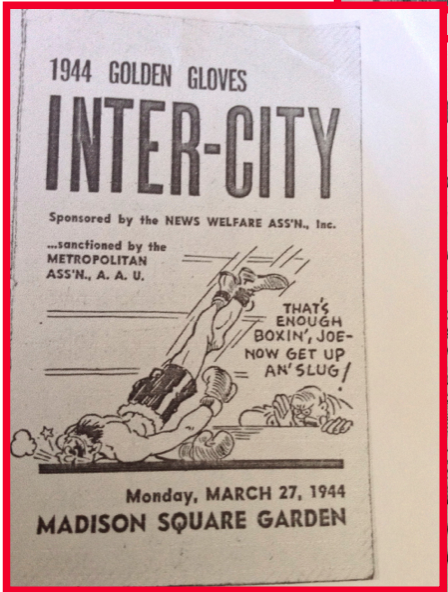 1944 GOLDEN GLOVES
INTER-CITY
Sponsored by the NEWS WELFARE ASS'N., Inc.
...sanctioned by the
METROPOLITAN
ASS'N., A. A. U.
THAT'S
ENOUGH
BOXIN', JOE-
NOW GET UP
AN' SLUG!
Monday, MARCH 27, 1944
MADISON SQUARE GARDEN